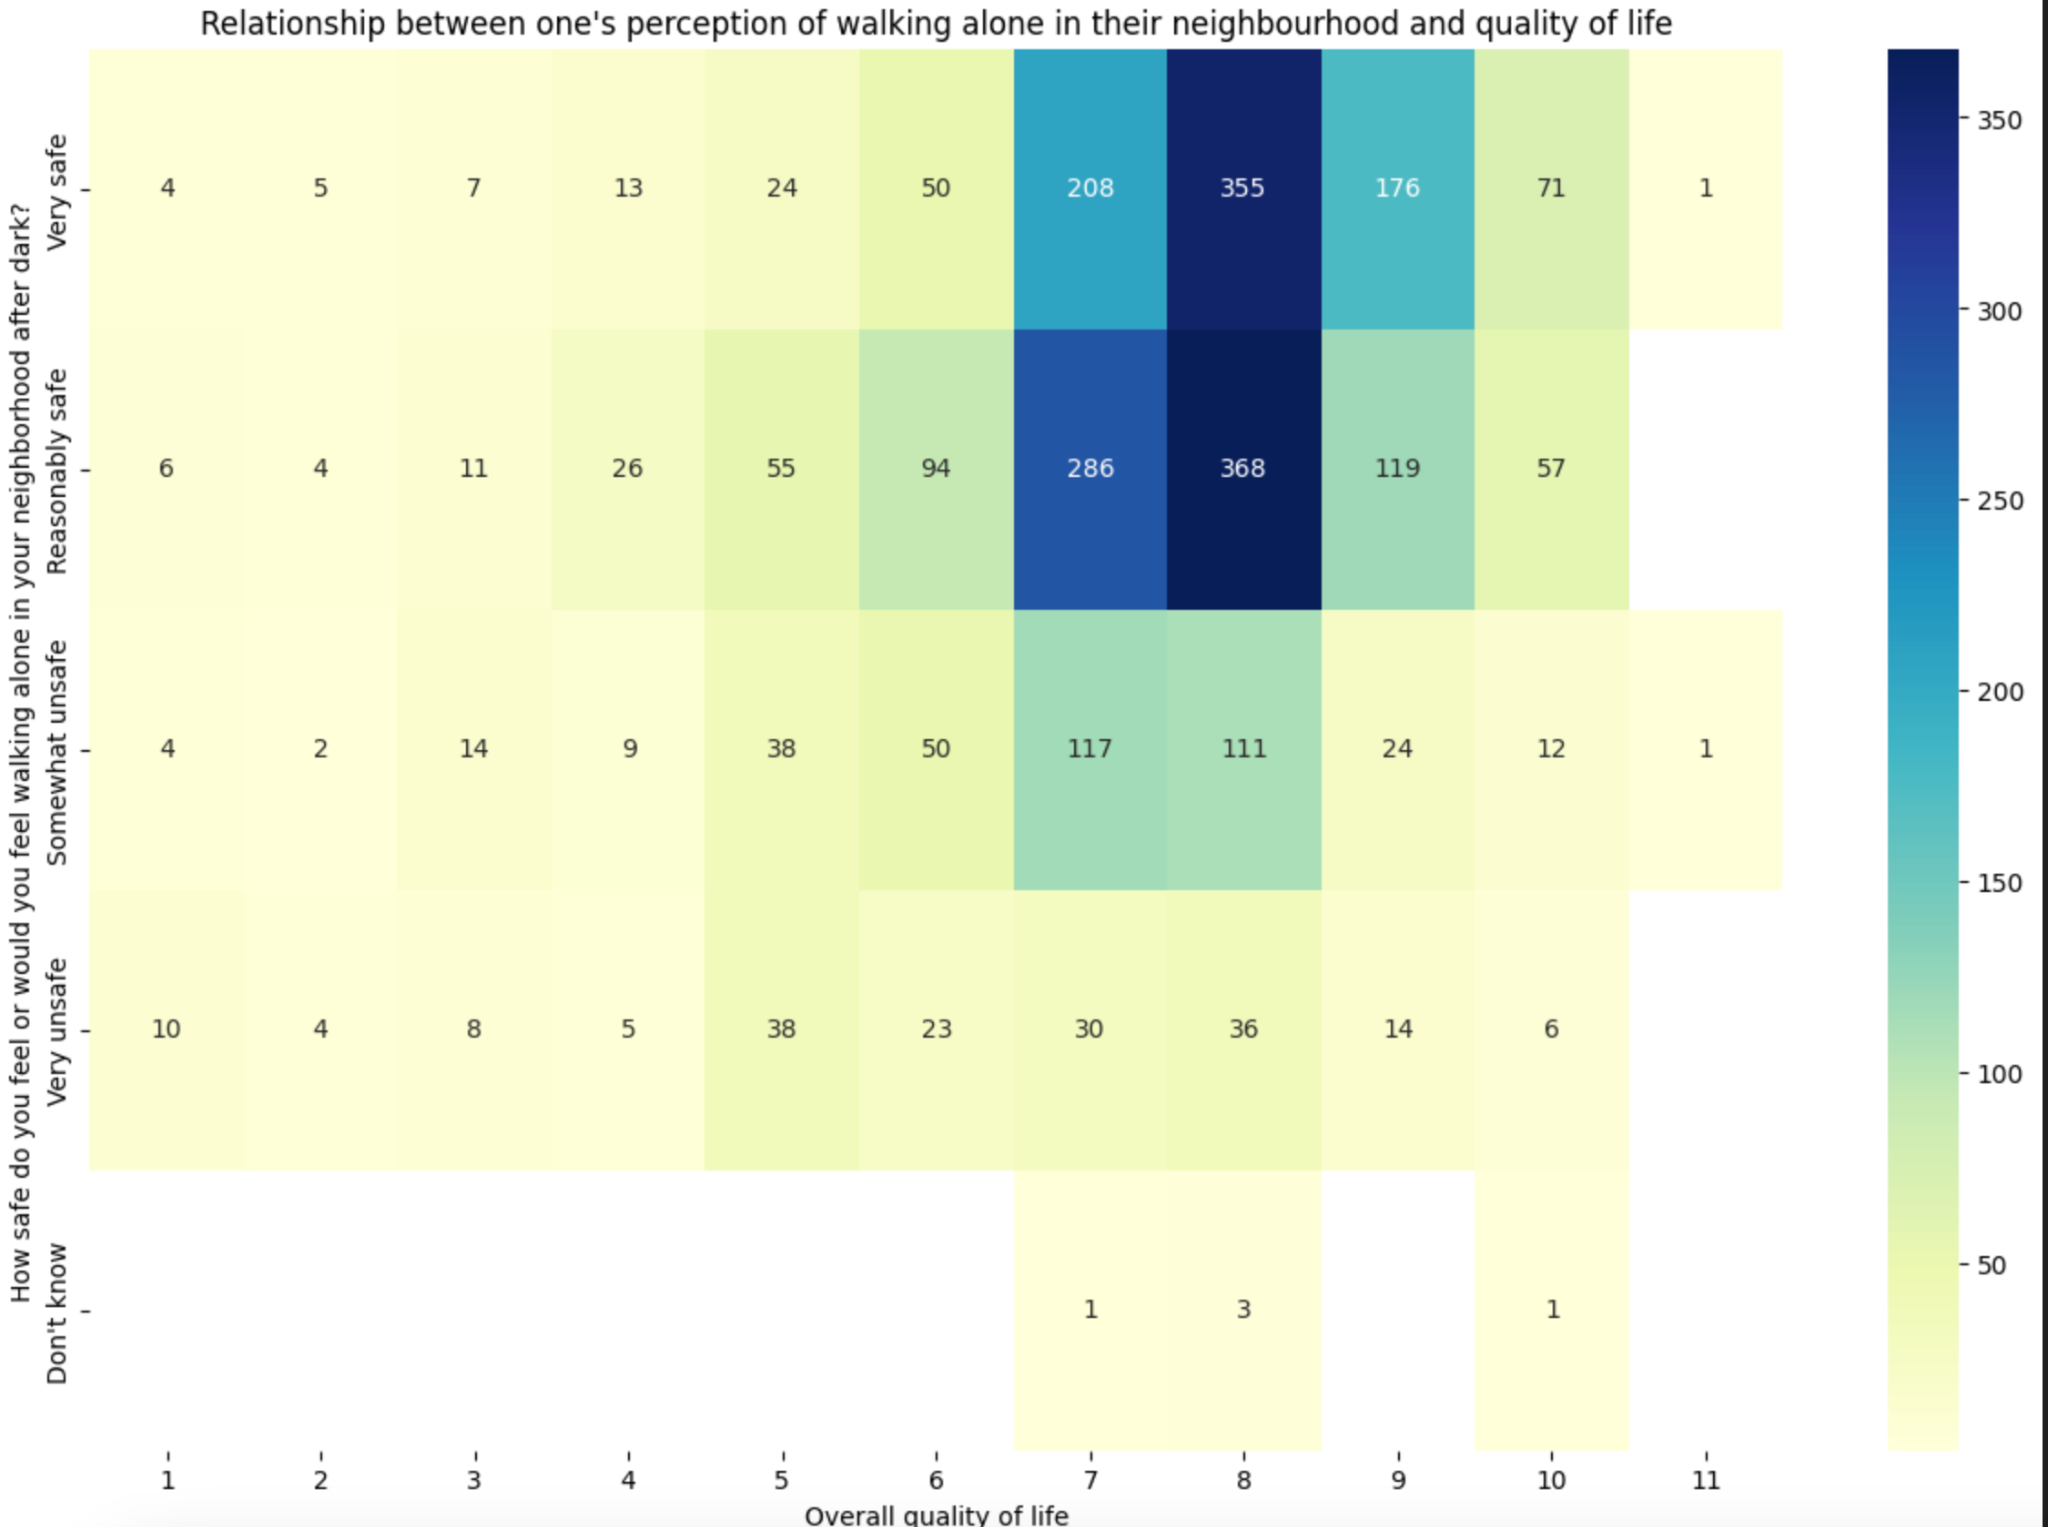 Relationship between one's perception of walking alone in their neighbourhood and quality of life
How safe do you feel or would you feel walking alone in your neighborhood after dark?
Very safe
4 5 7 13 24 50 208 355 176 71 1
Reasonably safe
6 4 11 26 55 94 286 368 119 57
Somewhat unsafe
4 2 14 9 38 50 117 111 24 12 1
Very unsafe
10 4 8 5 38 23 30 36 14 6
Don't know
1 3 1
1 2 3 4 5 6 7 8 9 10 11
Overall quality of life
350
300
250
200
150
100
50